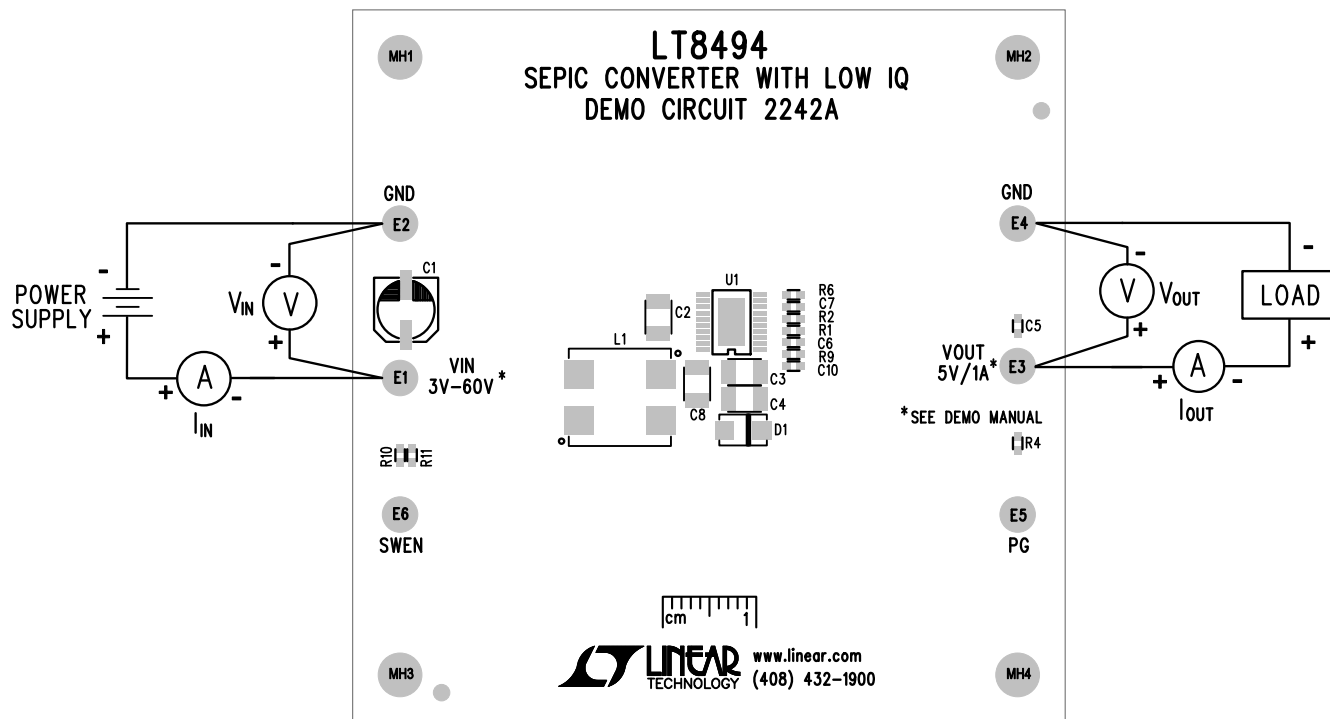 LT8494
SEPIC CONVERTER WITH LOW IQ
DEMO CIRCUIT 2242A
MH1
MH2
GND
E2
GND
E4
-
-
-
-
POWER
SUPPLY
+
VIN
V
+
C1
C2
U1
R6
C7
R2
R1
C6
R9
C10
C5
V
VOUT
+
LOAD
+
A
+
-
IIN
E1
VIN
3V-60V*
L1
C8
C3
C4
D1
VOUT
5V/1A*
E3
+
A
-
IOUT
*SEE DEMO MANUAL
R10
R11
R4
E6
SWEN
E5
PG
cm 1
MH3
LINEAR
TECHNOLOGY
www.linear.com
(408) 432-1900
MH4